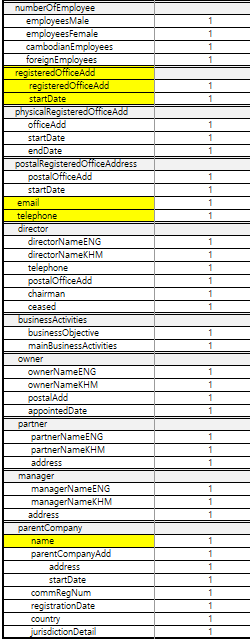 numberOfEmployee
employeesMale 1
employeesFemale 1
cambodianEmployees 1
foreignEmployees 1
registeredOfficeAdd
registeredOfficeAdd 1
startDate 1
physicalRegisteredOfficeAdd
officeAdd 1
startDate 1
endDate 1
postalRegisteredOfficeAddress
postalOfficeAdd 1
startDate 1
email 1
telephone 1
director
directorNameENG 1
directorNameKHM 1
telephone 1
postalOfficeAdd 1
chairman 1
ceased 1
businessActivities
businessObjective 1
mainBusinessActivities 1
owner
ownerNameENG 1
ownerNameKHM 1
postalAdd 1
appointedDate 1
partner
partnerNameENG 1
partnerNameKHM 1
address 1
manager
managerNameENG 1
managerNameKHM 1
address 1
parentCompany
name 1
parentCompanyAdd 1
address 1
startDate 1
commRegNum 1
registrationDate 1
country 1
jurisdictionDetail 1